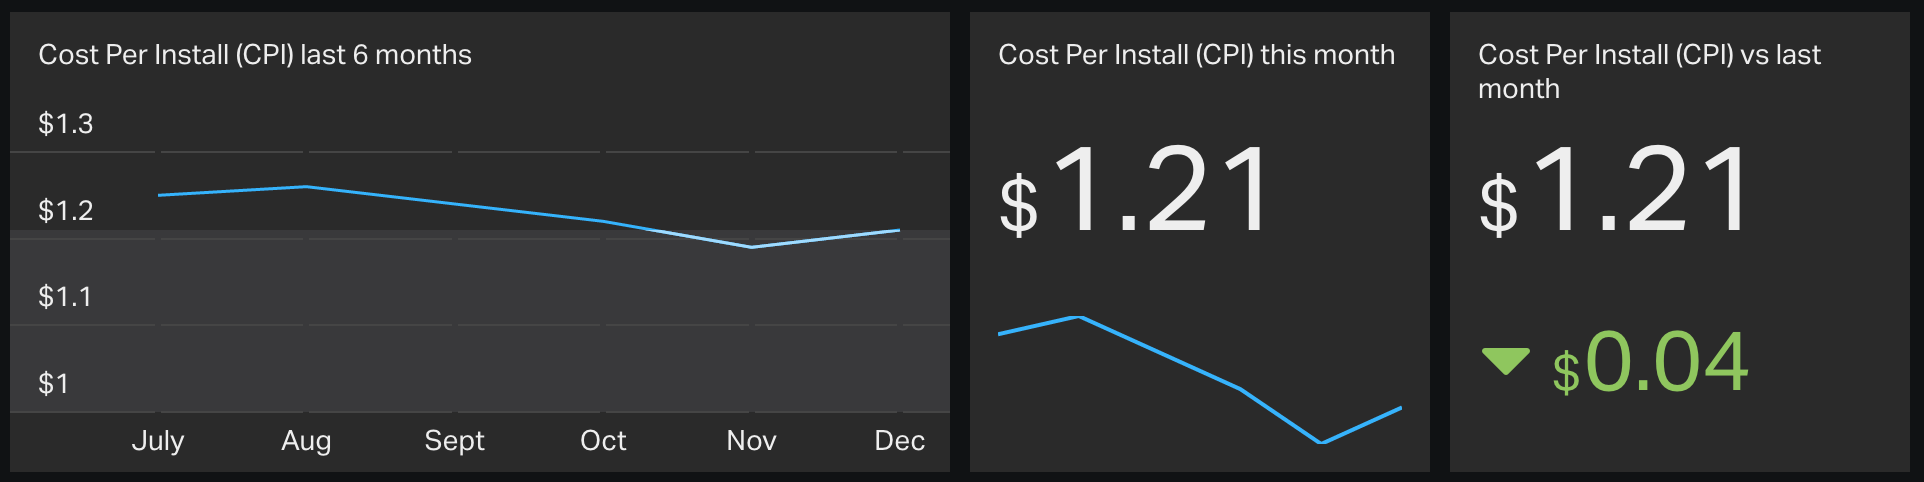 Cost Per Install (CPI) last 6 months
$1.3
$1.2
$1.1
$1
July Aug Sept Oct Nov Dec
Cost Per Install (CPI) this month
$1.21
Cost Per Install (CPI) vs last
month
$1.21
$0.04